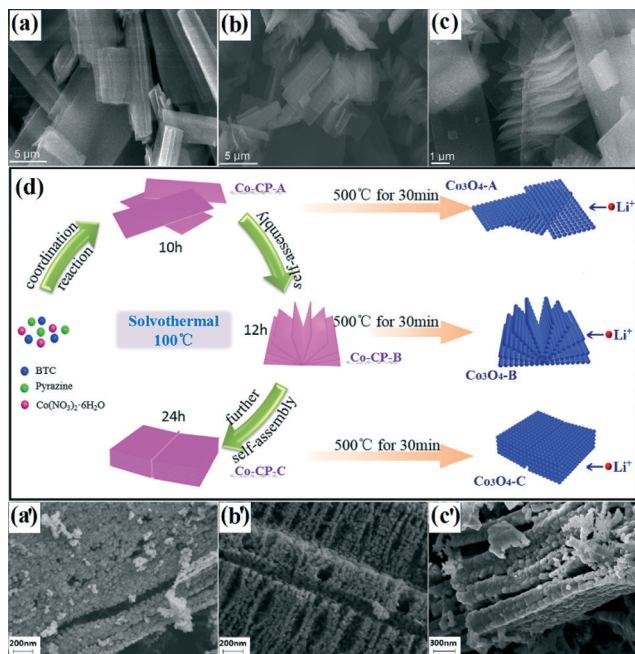 (a)
5 μm
(b)
5 μm
(c)
1 μm
(d)
Co-CP-A
500℃ for 30min
Co₃O₄-A
Li⁺
10h
coordination
reaction
self-assembly
Solvothermal
100℃
12h
500℃ for 30min
Co-CP-B
Co₃O₄-B
Li⁺
BTC
Pyrazine
Co(NO₃)₂·6H₂O
24h
further
self-assembly
500℃ for 30min
Co-CP-C
Co₃O₄-C
Li⁺
(a')
200nm
(b')
200nm
(c')
300nm